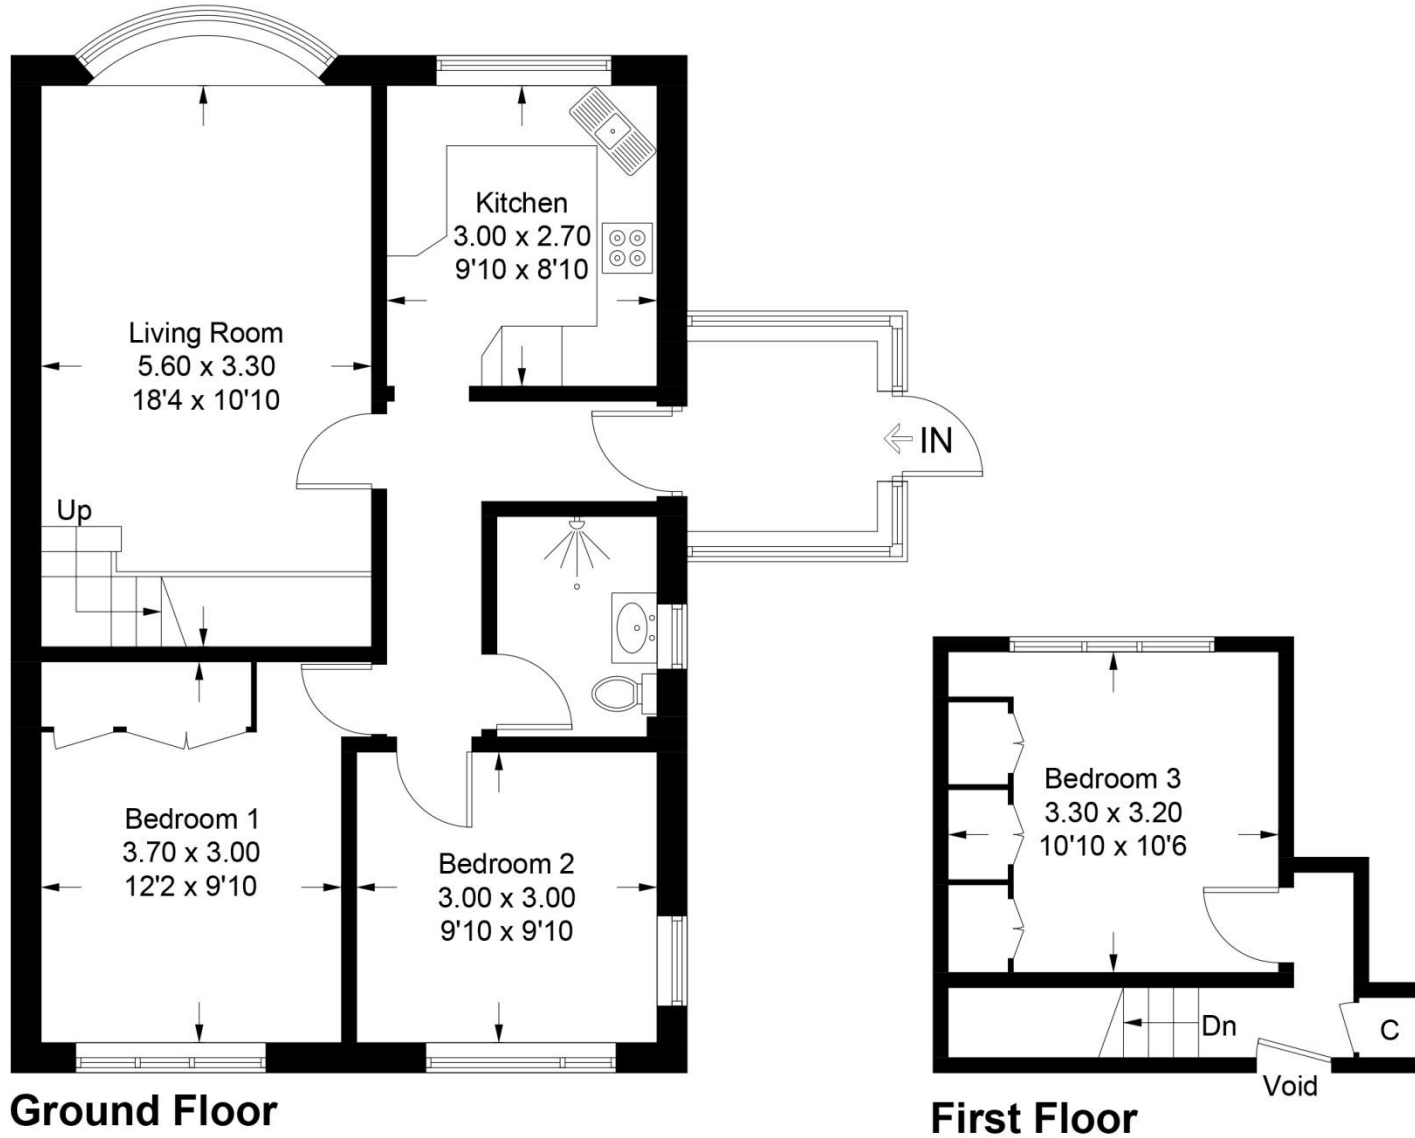 Kitchen
3.00 x 2.70
9'10 x 8'10
Living Room
5.60 x 3.30
18'4 x 10'10
IN
Up
Bedroom 1
3.70 x 3.00
12'2 x 9'10
Bedroom 2
3.00 x 3.00
9'10 x 9'10
Ground Floor
Bedroom 3
3.30 x 3.20
10'10 x 10'6
Dn
C
Void
First Floor